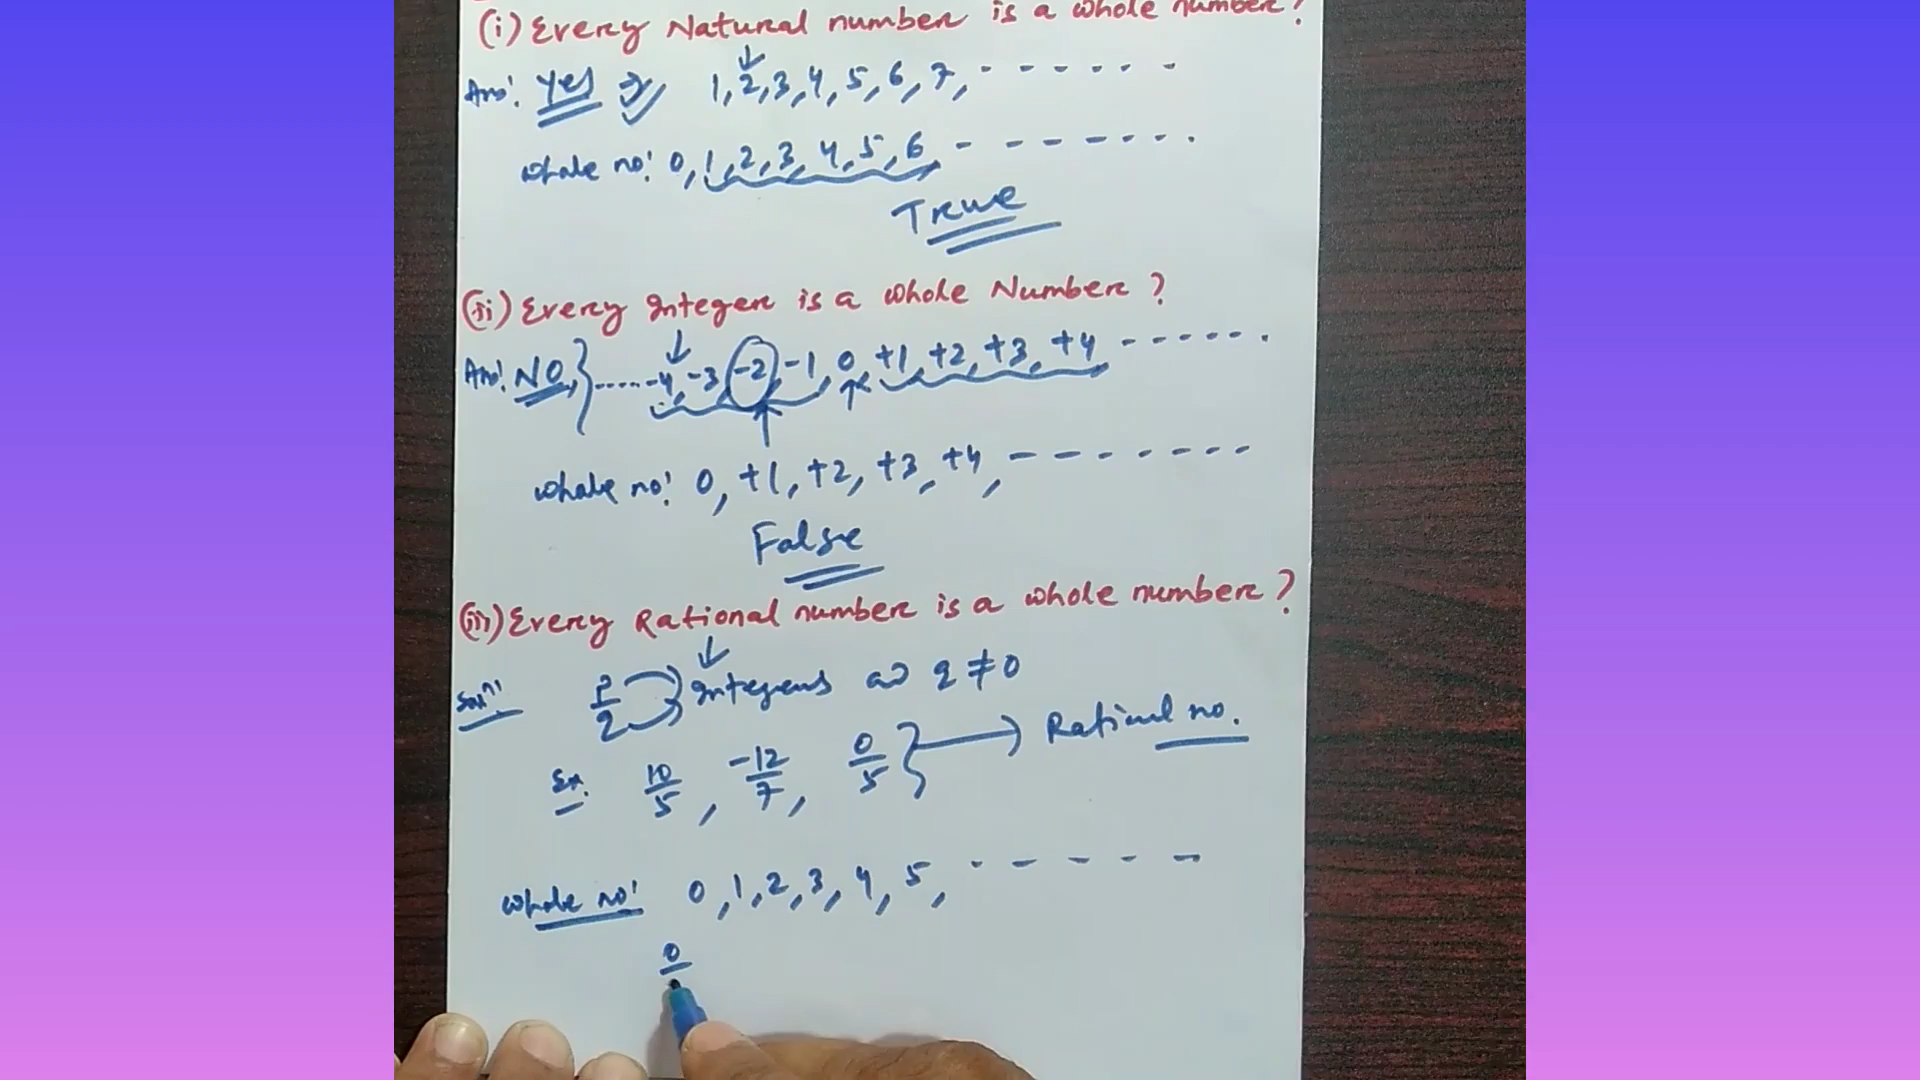 (i) Every Natural number is a whole number?
Ans: Yes ⇒ 1, 2, 3, 4, 5, 6, 7, - - - - - -
whole no: 0, 1, 2, 3, 4, 5, 6 - - - - - - - .
True
(ii) Every Integer is a whole Number?
Ans: NO, } ..... -4, -3, -2, -1, 0, +1, +2, +3, +4 - - - - - - .
whole no: 0, +1, +2, +3, +4, - - - - - - -
False
(iii) Every Rational number is a whole number?
Sol^n: p/q Integers as q ≠ 0
Ex. 10/5, -12/7, 0/5 } → Rational no.
whole no: 0, 1, 2, 3, 4, 5, - - - - -
0